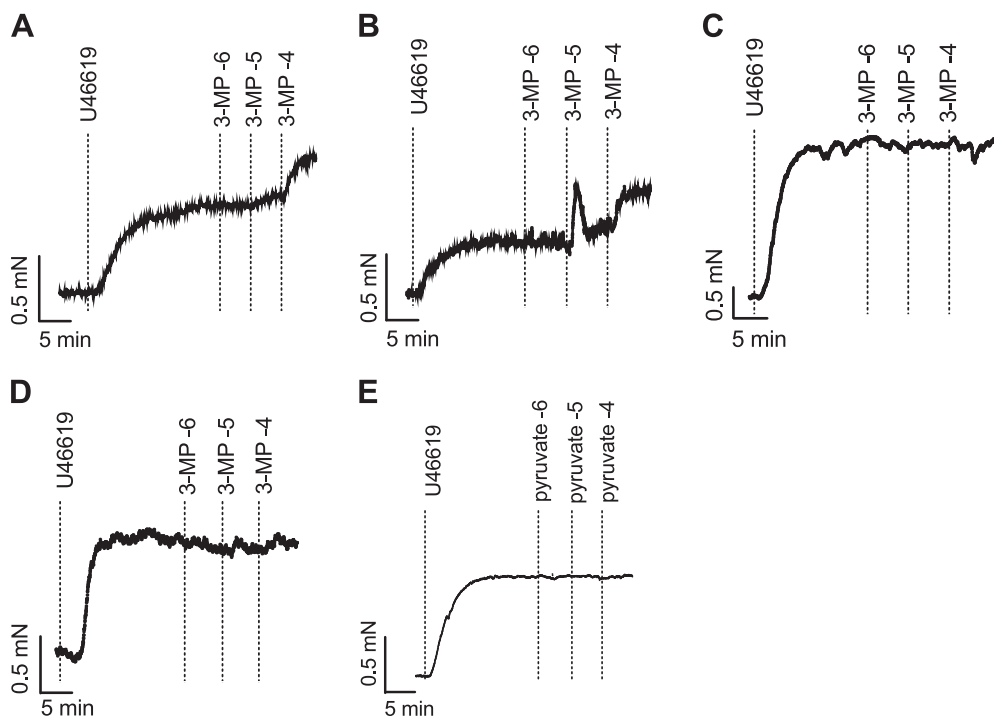 A
U46619
3-MP -6
3-MP -5
3-MP -4
0.5 mN
5 min
B
U46619
3-MP -6
3-MP -5
3-MP -4
0.5 mN
5 min
C
U46619
3-MP -6
3-MP -5
3-MP -4
0.5 mN
5 min
D
U46619
3-MP -6
3-MP -5
3-MP -4
0.5 mN
5 min
E
U46619
pyruvate -6
pyruvate -5
pyruvate -4
0.5 mN
5 min